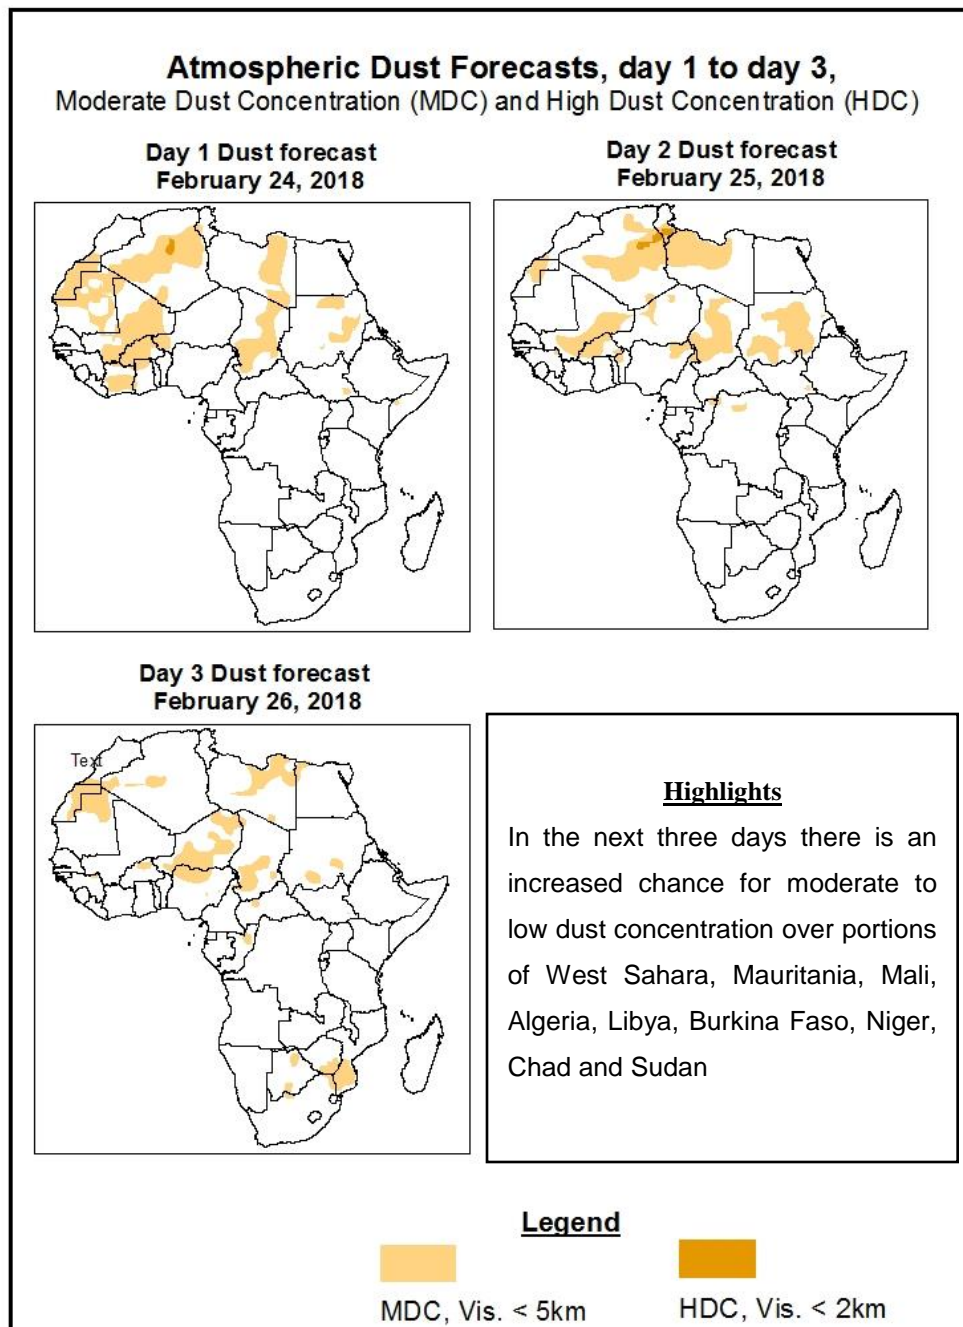 Atmospheric Dust Forecasts, day 1 to day 3,
Moderate Dust Concentration (MDC) and High Dust Concentration (HDC)
Day 1 Dust forecast
February 24, 2018
Day 2 Dust forecast
February 25, 2018
Day 3 Dust forecast
February 26, 2018
Text
Highlights
In the next three days there is an
increased chance for moderate to
low dust concentration over portions
of West Sahara, Mauritania, Mali,
Algeria, Libya, Burkina Faso, Niger,
Chad and Sudan
Legend
MDC, Vis. < 5km
HDC, Vis. < 2km